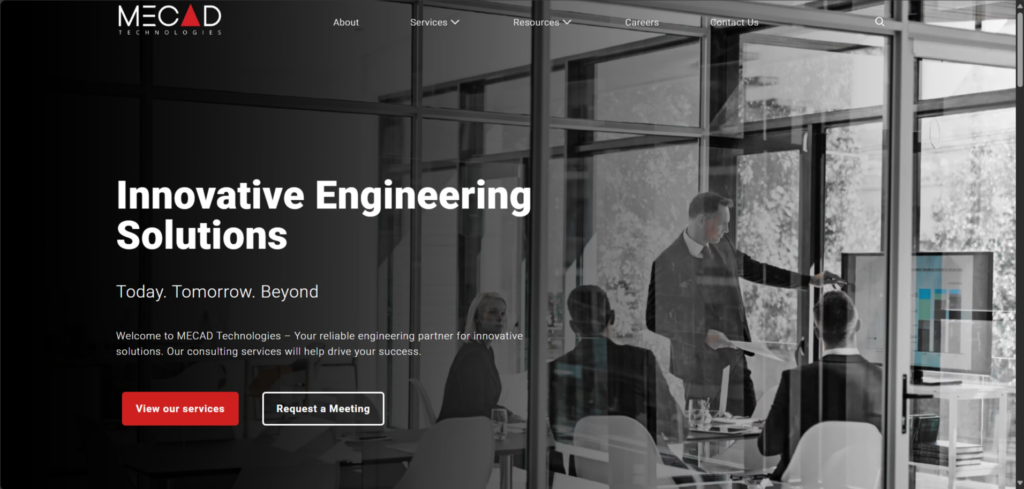 MECAD
TECHNOLOGIES
About
Services
Resources
Careers
Contact Us
Innovative Engineering
Solutions
Today. Tomorrow. Beyond
Welcome to MECAD Technologies – Your reliable engineering partner for innovative
solutions. Our consulting services will help drive your success.
View our services
Request a Meeting